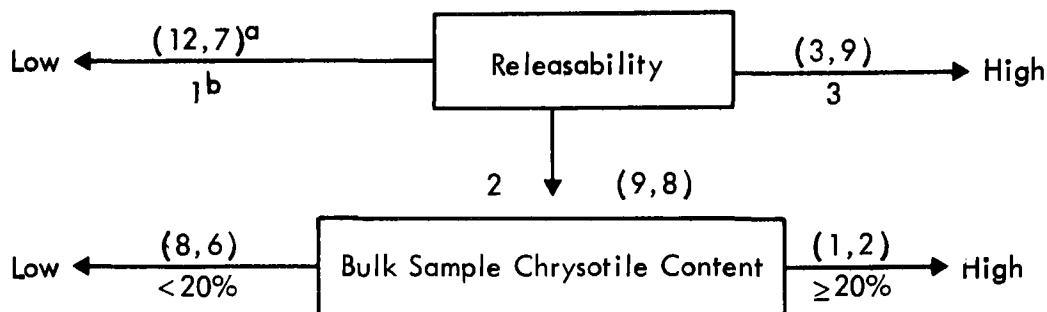 (12,7)a
Low Releasability (3,9) High
1b 3
2 (9,8)
(8,6) (1,2)
Low Bulk Sample Chrysotile Content High
<20% ≥20%